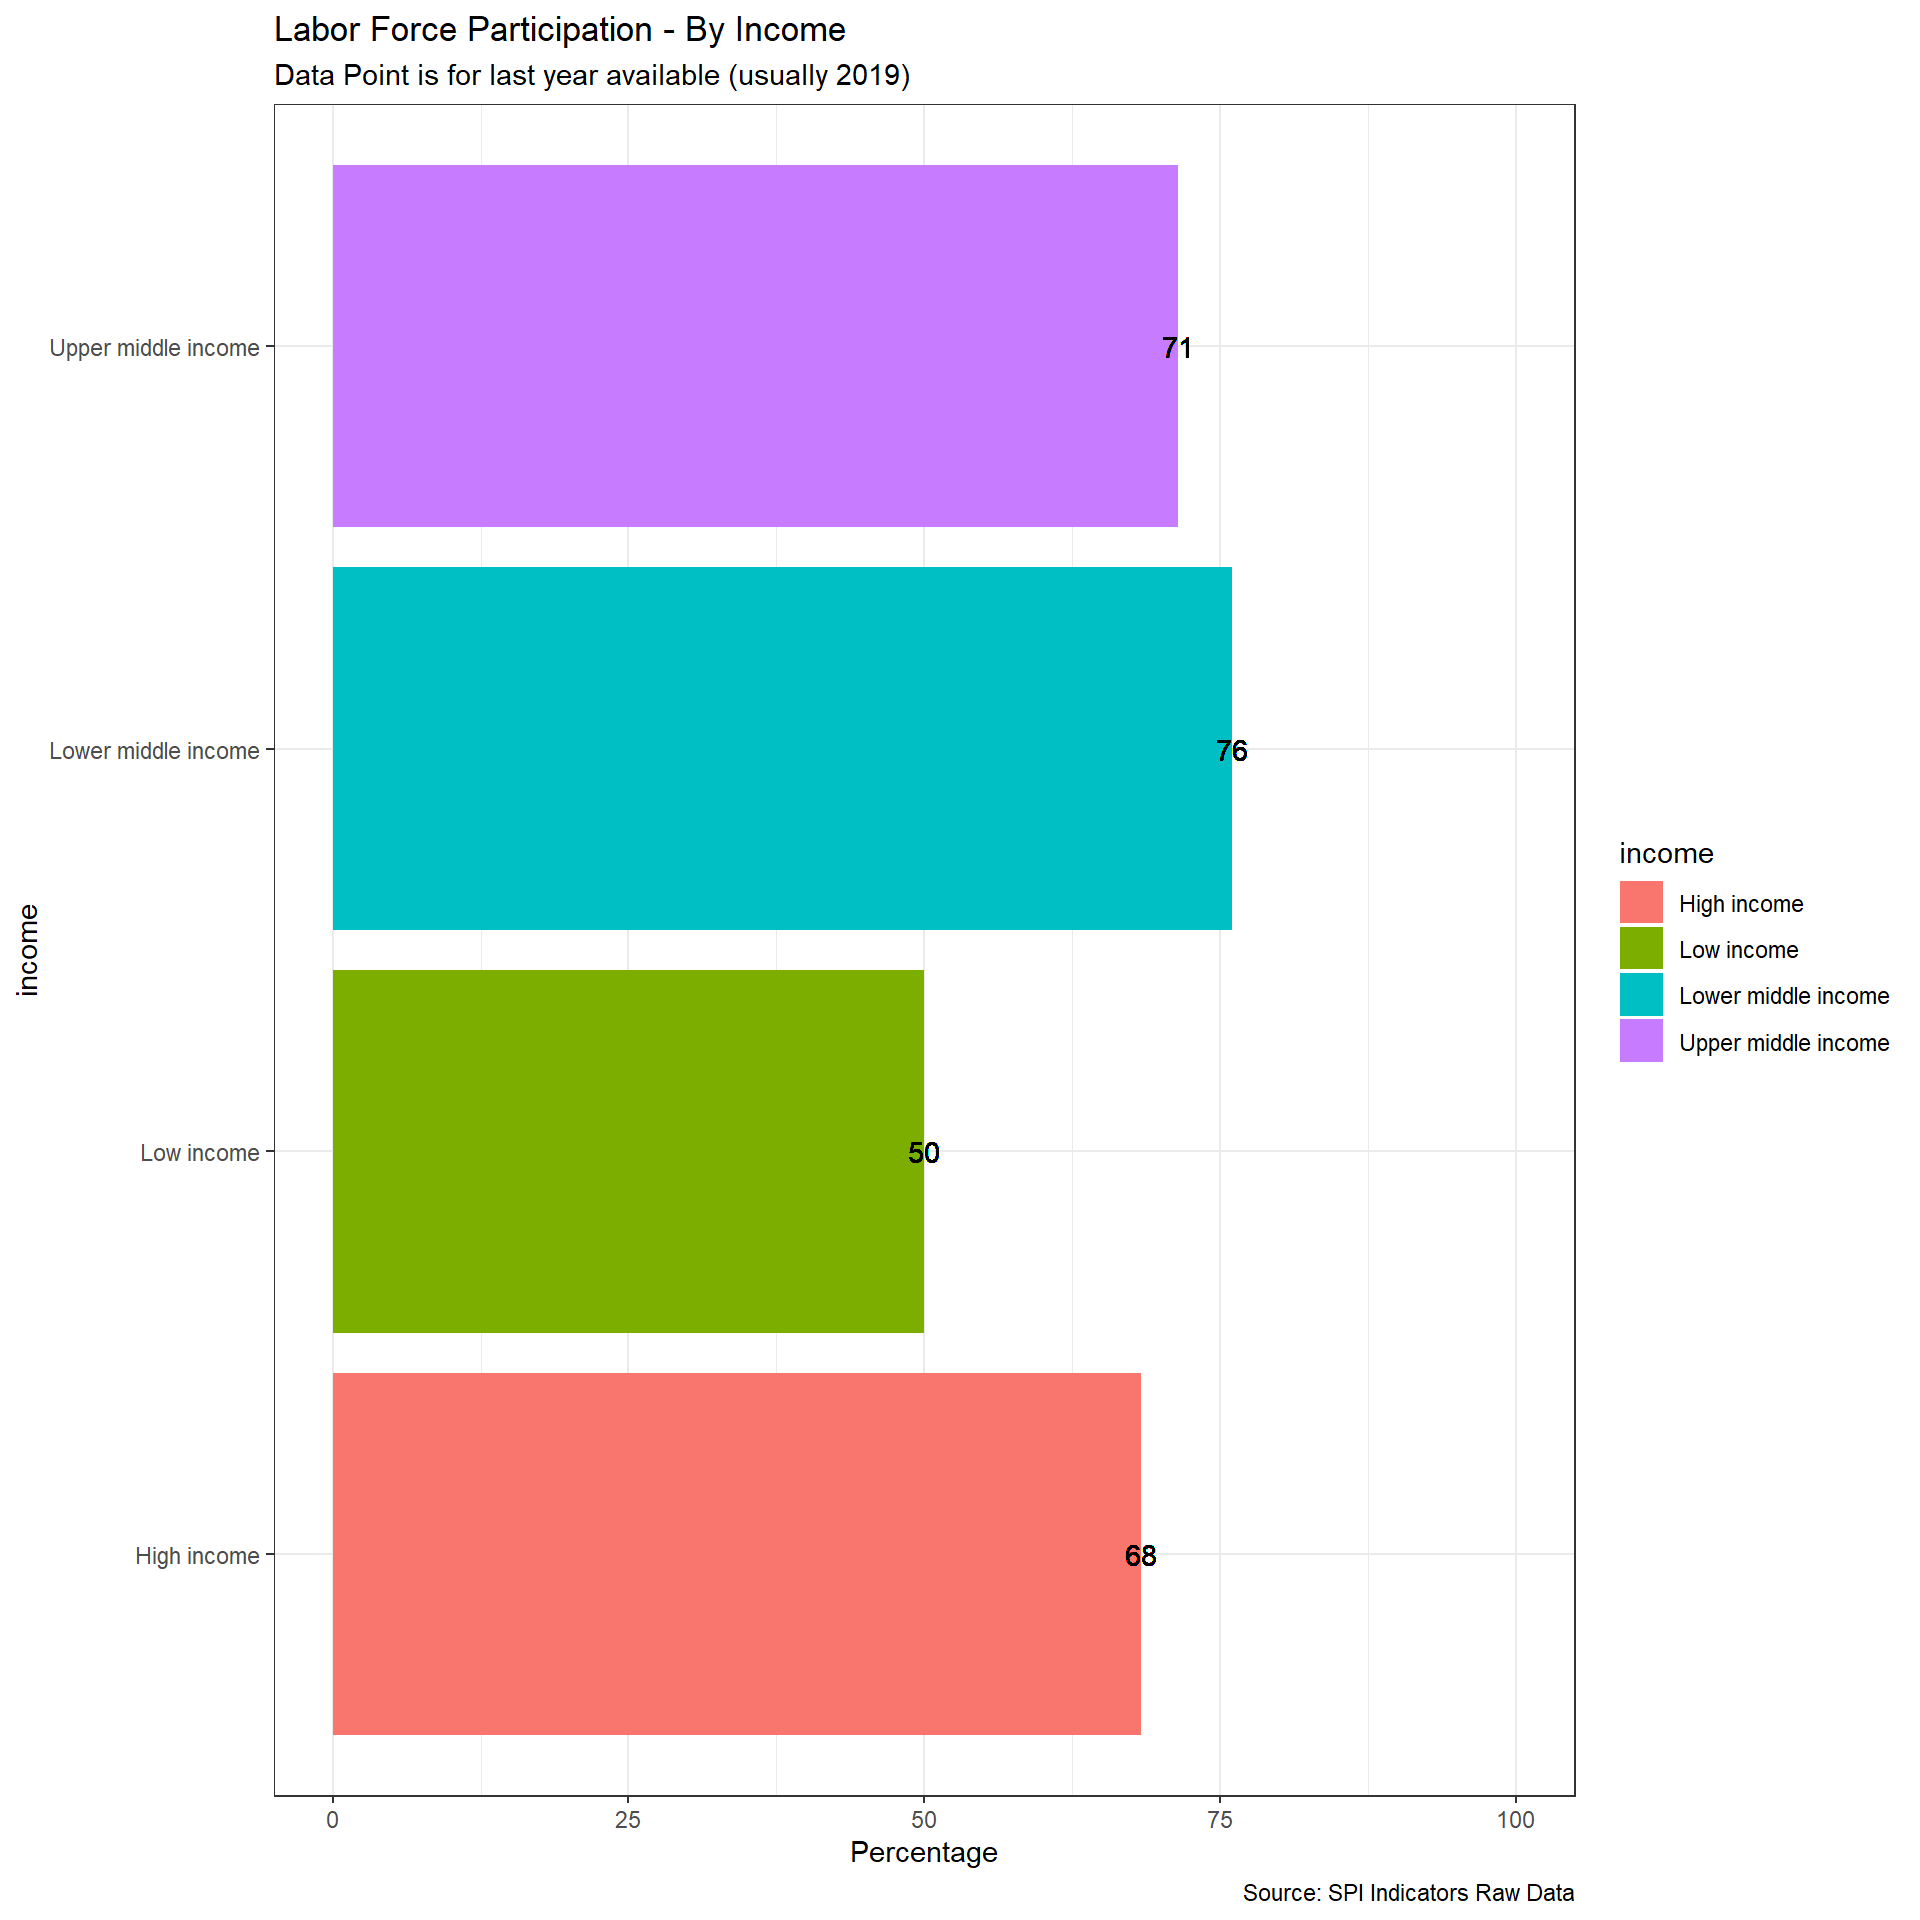 Labor Force Participation - By Income
Data Point is for last year available (usually 2019)
Upper middle income
71
Lower middle income
76
Low income
50
High income
68
income
0 25 50 75 100
Percentage
income
High income
Low income
Lower middle income
Upper middle income
Source: SPI Indicators Raw Data